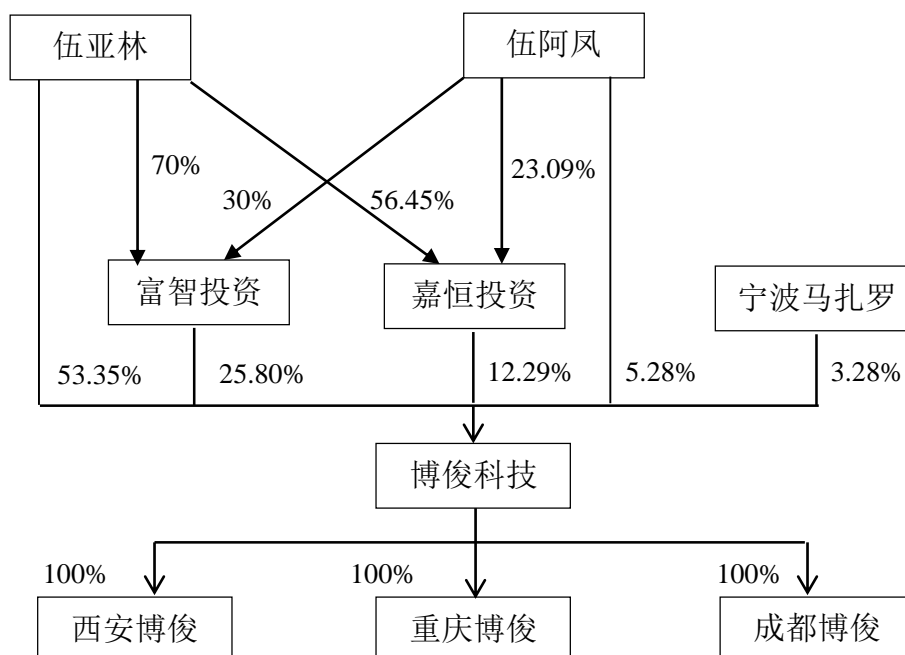 伍亚林
伍阿凤
70%
30%
56.45%
23.09%
富智投资
嘉恒投资
宁波马扎罗
53.35%
25.80%
12.29%
5.28%
3.28%
博俊科技
100%
100%
100%
西安博俊
重庆博俊
成都博俊